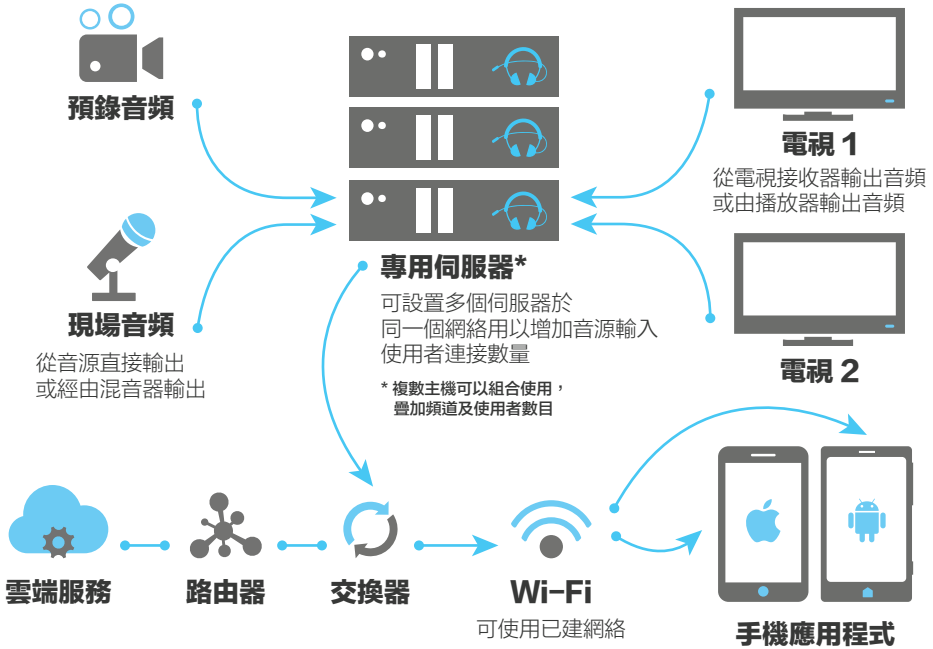 預錄音頻
現場音頻
從音源直接輸出
或經由混音器輸出
專用伺服器*
可設置多個伺服器於
同一個網絡用以增加音源輸入
使用者連接數量
* 複數主機可以組合使用，
疊加頻道及使用者數目
電視 1
從電視接收器輸出音頻
或由播放器輸出音頻
電視 2
雲端服務
路由器
交換器
Wi-Fi
可使用已建網絡
手機應用程式